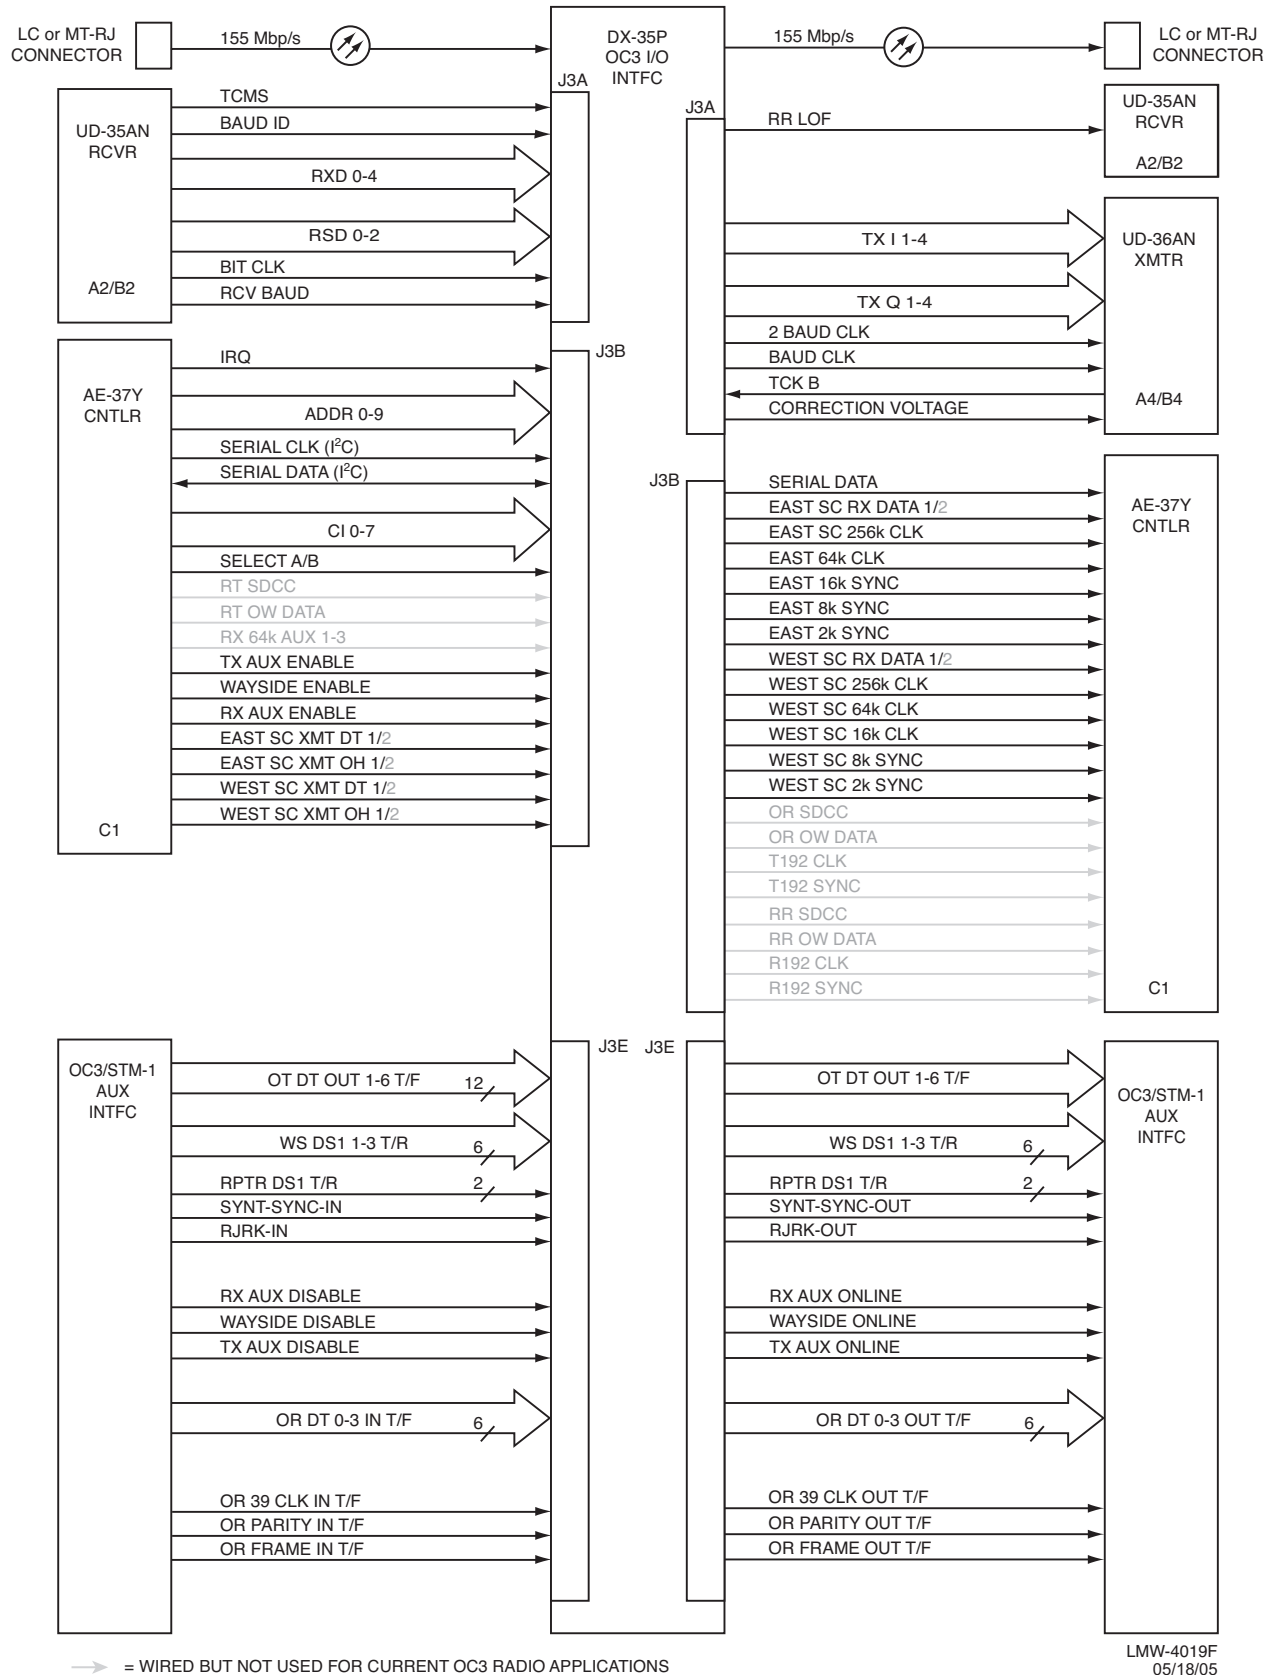 LC or MT-RJ
CONNECTOR
155 Mbp/s
DX-35P
OC3 I/O
INTFC
155 Mbp/s
LC or MT-RJ
CONNECTOR
J3A
UD-35AN
RCVR
A2/B2
TCMS
BAUD ID
RXD 0-4
RSD 0-2
BIT CLK
RCV BAUD
J3B
AE-37Y
CNTLR
C1
IRQ
ADDR 0-9
SERIAL CLK (I²C)
SERIAL DATA (I²C)
CI 0-7
SELECT A/B
RT SDCC
RT OW DATA
RX 64k AUX 1-3
TX AUX ENABLE
WAYSIDE ENABLE
RX AUX ENABLE
EAST SC XMT DT 1/2
EAST SC XMT OH 1/2
WEST SC XMT DT 1/2
WEST SC XMT OH 1/2
J3E
OC3/STM-1
AUX
INTFC
OT DT OUT 1-6 T/F 12
WS DS1 1-3 T/R 6
RPTR DS1 T/R 2
SYNT-SYNC-IN
RJRK-IN
RX AUX DISABLE
WAYSIDE DISABLE
TX AUX DISABLE
OR DT 0-3 IN T/F 6
OR 39 CLK IN T/F
OR PARITY IN T/F
OR FRAME IN T/F
J3A
RR LOF
UD-35AN
RCVR
A2/B2
TX I 1-4
TX Q 1-4
2 BAUD CLK
BAUD CLK
TCK B
CORRECTION VOLTAGE
UD-36AN
XMTR
A4/B4
J3B
SERIAL DATA
EAST SC RX DATA 1/2
EAST SC 256k CLK
EAST 64k CLK
EAST 16k SYNC
EAST 8k SYNC
EAST 2k SYNC
WEST SC RX DATA 1/2
WEST SC 256k CLK
WEST SC 64k CLK
WEST SC 16k CLK
WEST SC 8k SYNC
WEST SC 2k SYNC
OR SDCC
OR OW DATA
T192 CLK
T192 SYNC
RR SDCC
RR OW DATA
R192 CLK
R192 SYNC
AE-37Y
CNTLR
C1
J3E
OT DT OUT 1-6 T/F
WS DS1 1-3 T/R 6
RPTR DS1 T/R 2
SYNT-SYNC-OUT
RJRK-OUT
RX AUX ONLINE
WAYSIDE ONLINE
TX AUX ONLINE
OR DT 0-3 OUT T/F 6
OR 39 CLK OUT T/F
OR PARITY OUT T/F
OR FRAME OUT T/F
OC3/STM-1
AUX
INTFC
= WIRED BUT NOT USED FOR CURRENT OC3 RADIO APPLICATIONS
LMW-4019F
05/18/05